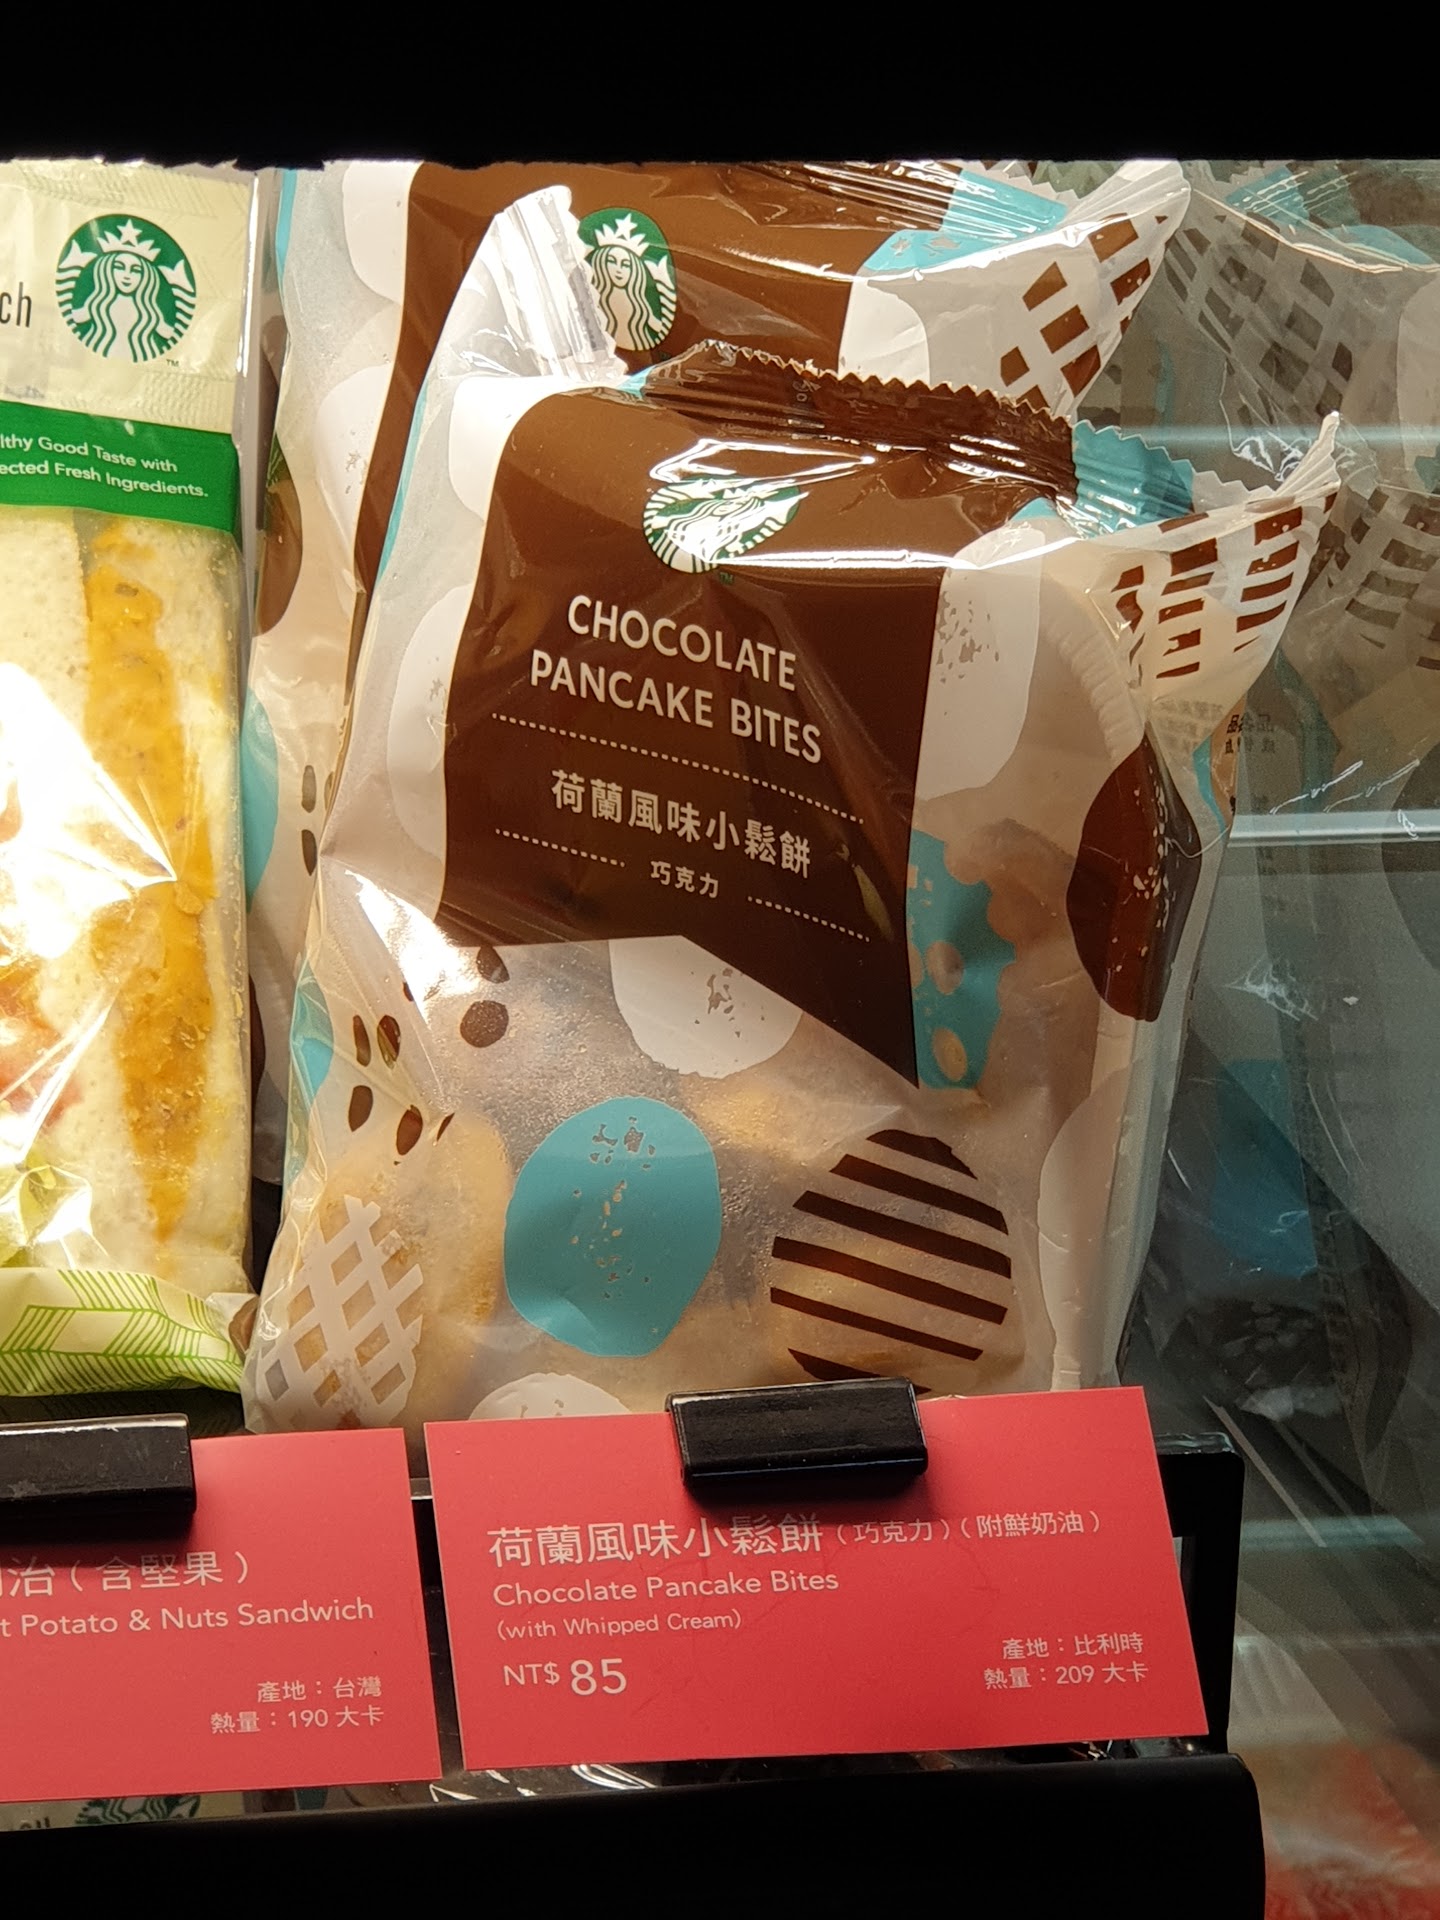 ch
TM
lthy Good Taste with
ected Fresh Ingredients.
TM
CHOCOLATE
PANCAKE BITES
荷蘭風味小鬆餅
巧克力
治（含堅果）
t Potato & Nuts Sandwich
產地：台灣
熱量：190 大卡
荷蘭風味小鬆餅（巧克力）（附鮮奶油）
Chocolate Pancake Bites
(with Whipped Cream)
NT$ 85
產地：比利時
熱量：209 大卡